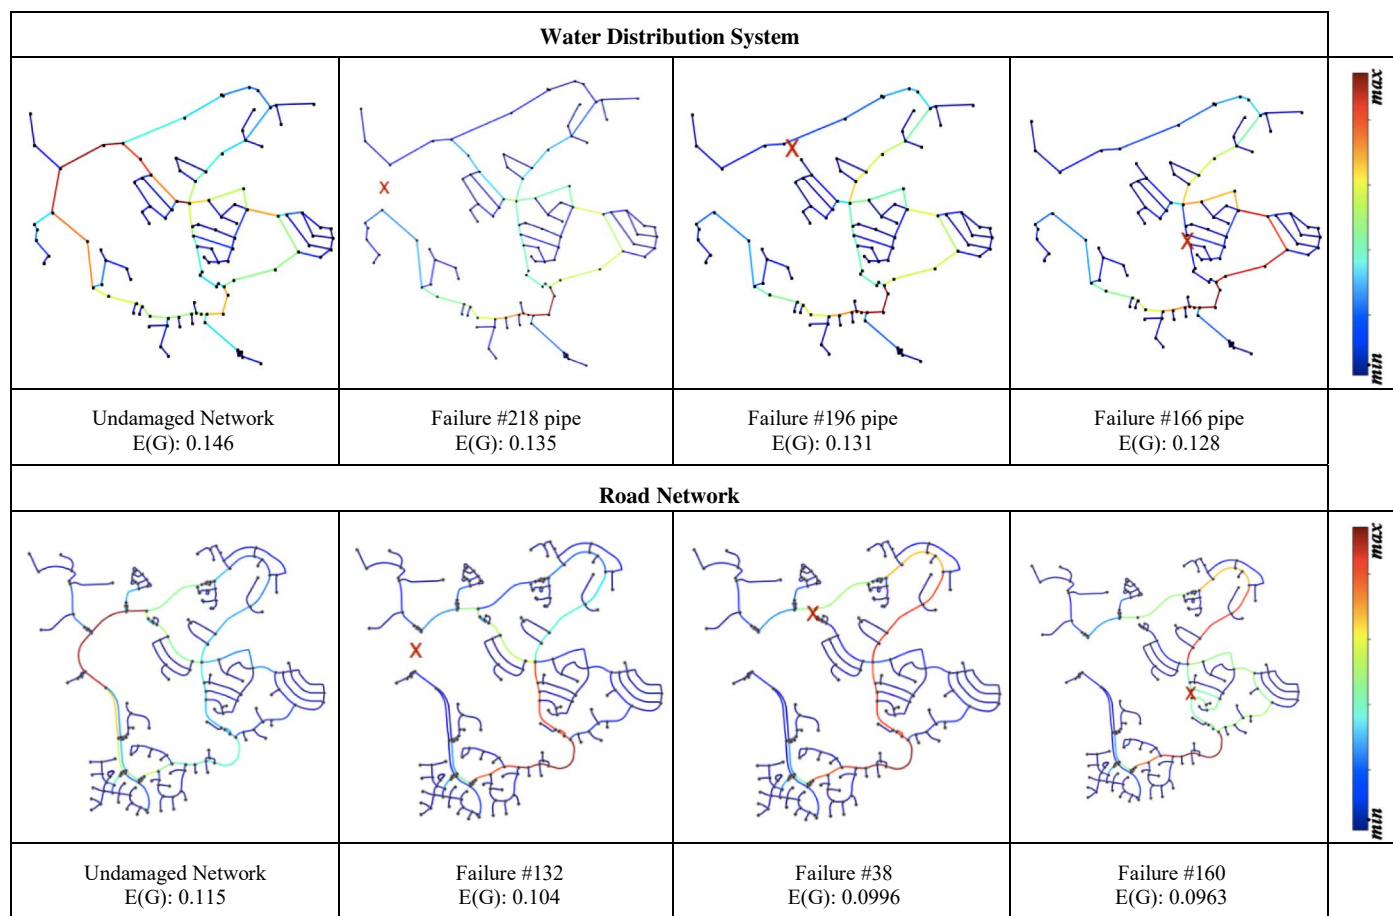 Water Distribution System
max
min
X
X
X
Undamaged Network
E(G): 0.146
Failure #218 pipe
E(G): 0.135
Failure #196 pipe
E(G): 0.131
Failure #166 pipe
E(G): 0.128
Road Network
max
min
X
X
X
Undamaged Network
E(G): 0.115
Failure #132
E(G): 0.104
Failure #38
E(G): 0.0996
Failure #160
E(G): 0.0963